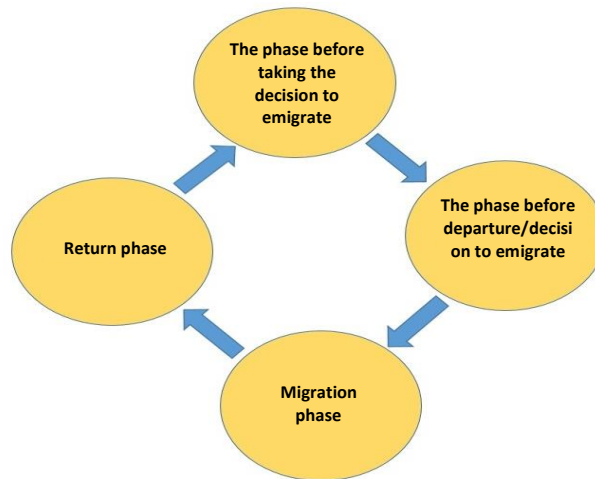 The phase before
taking the
decision to
emigrate
The phase before
departure/decisi
on to emigrate
Return phase
Migration
phase